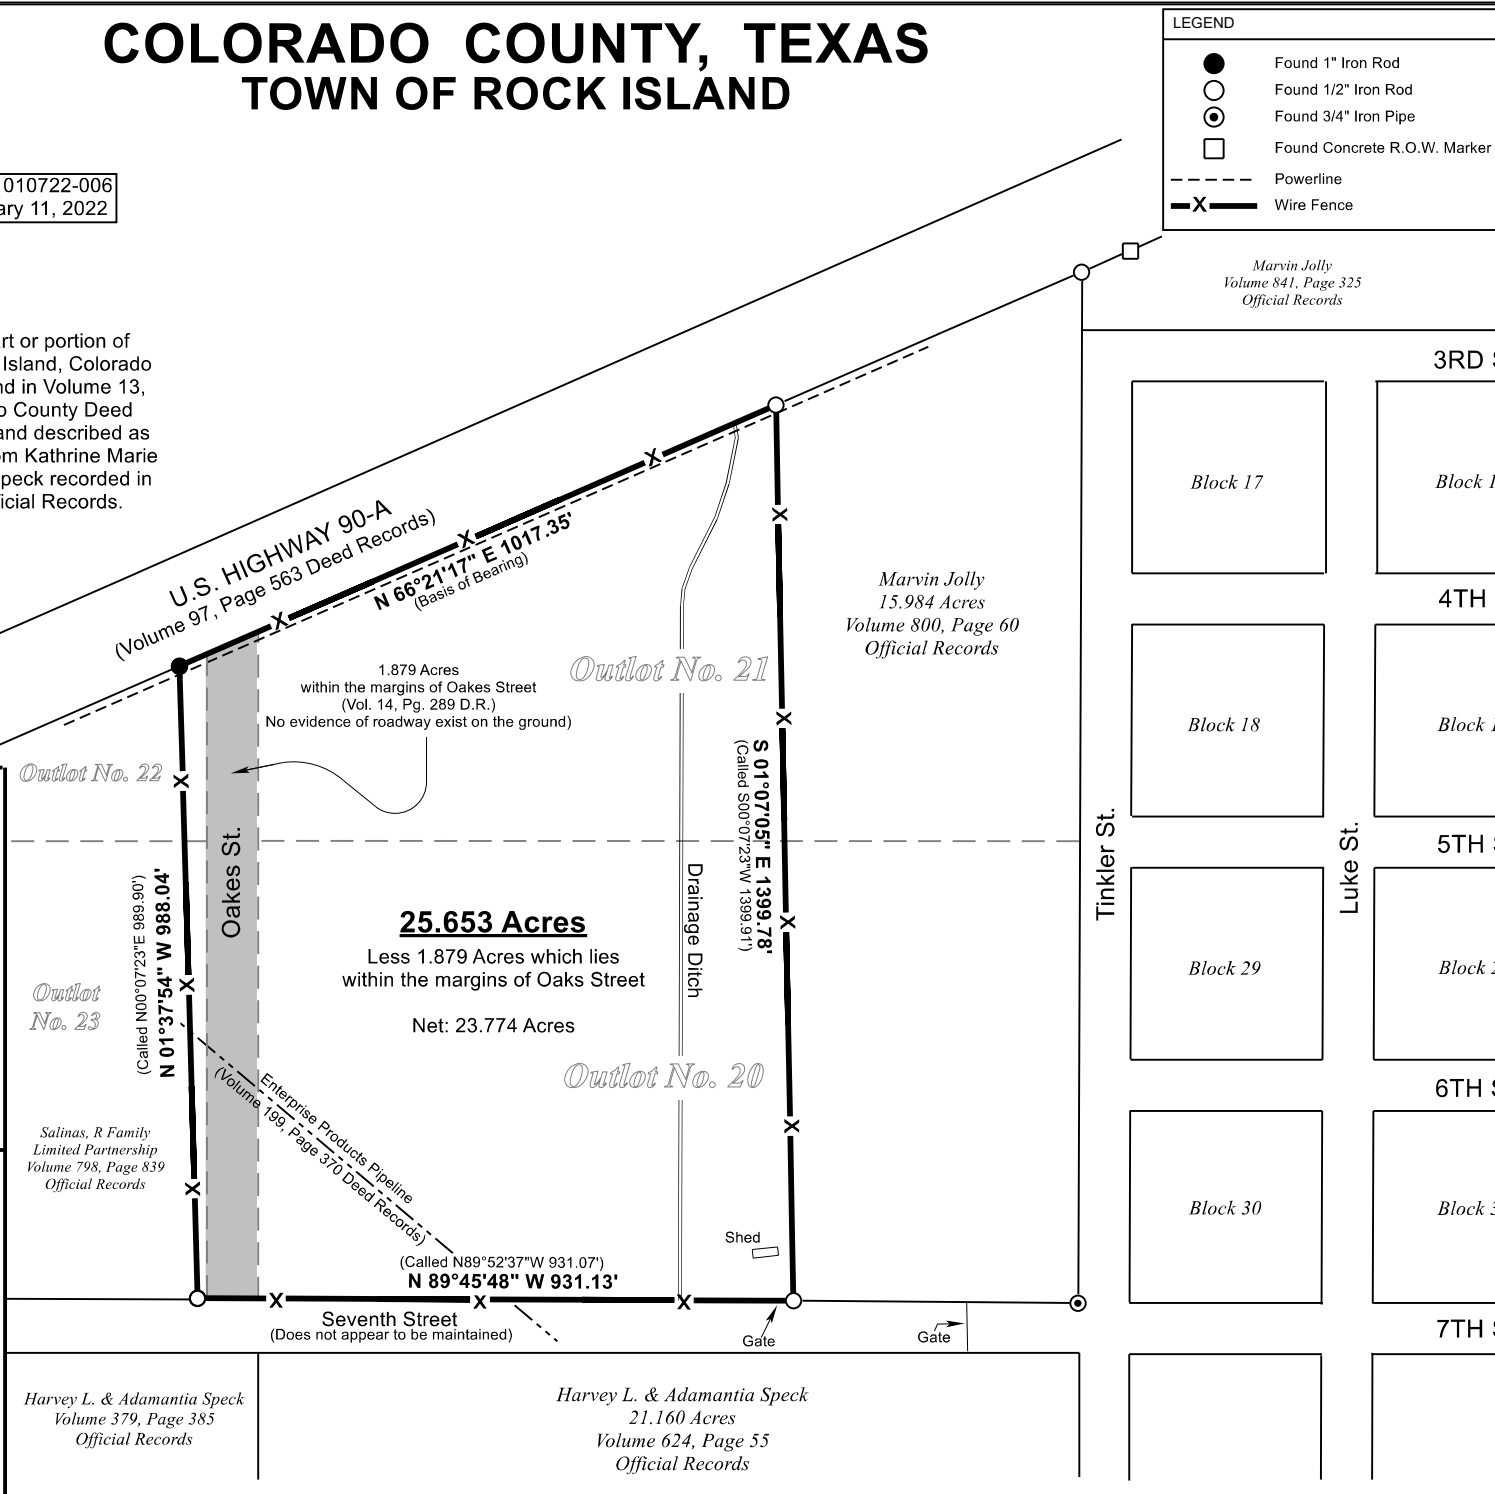 COLORADO COUNTY, TEXAS
TOWN OF ROCK ISLAND
LEGEND
Found 1" Iron Rod
Found 1/2" Iron Rod
Found 3/4" Iron Pipe
Found Concrete R.O.W. Marker
Powerline
X Wire Fence
010722-006
ary 11, 2022
rt or portion of
Island, Colorado
nd in Volume 13,
o County Deed
and described as
om Kathrine Marie
peck recorded in
ficial Records.
Marvin Jolly
Volume 841, Page 325
Official Records
3RD S
Block 17
Block 1
4TH
Block 18
Block 1
5TH S
Block 29
Block 2
6TH S
Block 30
Block 3
7TH S
Tinkler St.
Luke St.
U.S. HIGHWAY 90-A
(Volume 97, Page 563 Deed Records)
N 66°21'17" E 1017.35'
(Basis of Bearing)
X
X
X
Marvin Jolly
15.984 Acres
Volume 800, Page 60
Official Records
Outlot No. 21
1.879 Acres
within the margins of Oakes Street
(Vol. 14, Pg. 289 D.R.)
No evidence of roadway exist on the ground)
Outlot No. 22
Oakes St.
S 01°07'05" E 1399.78'
(Called S00°07'23"W 1399.91')
X
X
X
X
Drainage Ditch
25.653 Acres
Less 1.879 Acres which lies
within the margins of Oaks Street
Net: 23.774 Acres
(Called N00°07'23"E 989.90')
N 01°37'54" W 988.04'
X
X
X
Outlot
No. 23
Outlot No. 20
Enterprise Products Pipeline
(Volume 199, Page 370 Deed Records)
Salinas, R Family
Limited Partnership
Volume 798, Page 839
Official Records
Shed
(Called N89°52'37"W 931.07')
N 89°45'48" W 931.13'
X
X
X
Seventh Street
(Does not appear to be maintained)
Gate
Gate
Harvey L. & Adamantia Speck
Volume 379, Page 385
Official Records
Harvey L. & Adamantia Speck
21.160 Acres
Volume 624, Page 55
Official Records